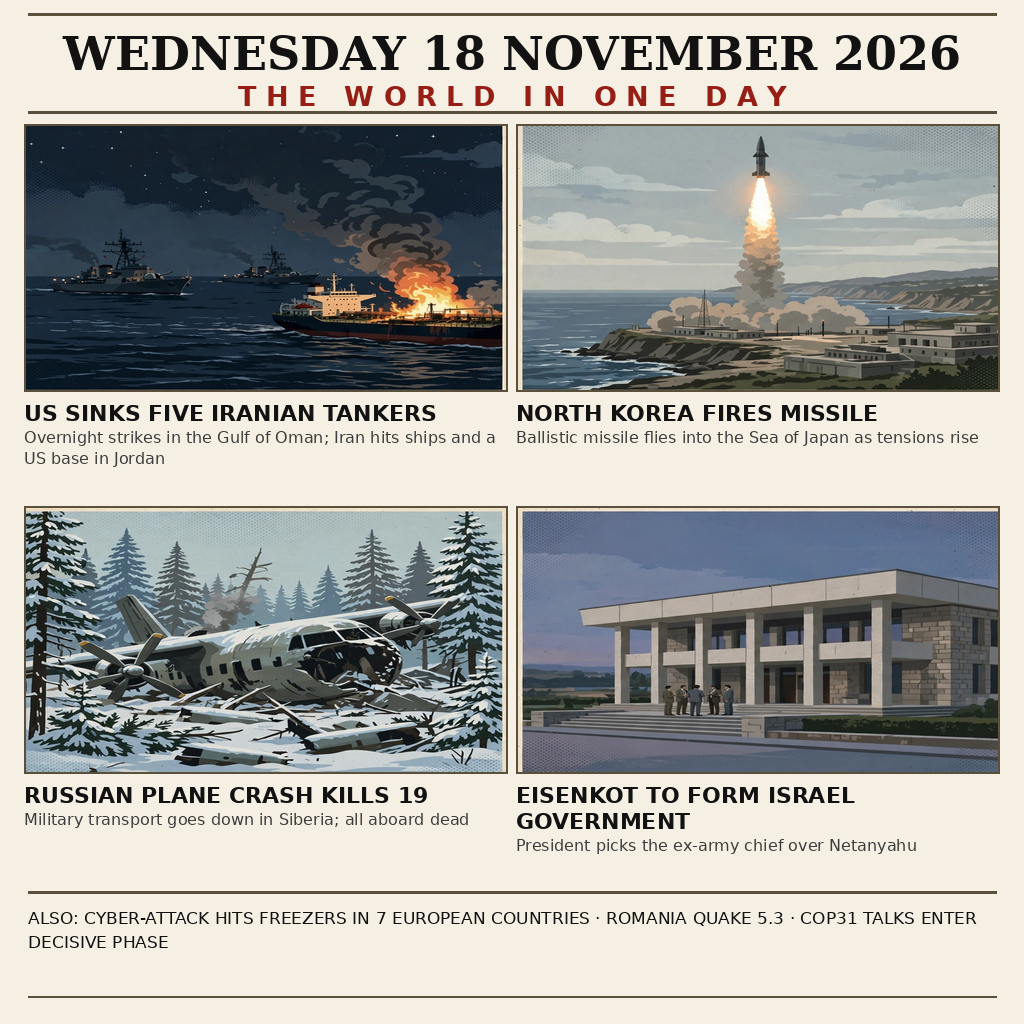 WEDNESDAY 18 NOVEMBER 2026
THE WORLD IN ONE DAY
US SINKS FIVE IRANIAN TANKERS
Overnight strikes in the Gulf of Oman; Iran hits ships and a
US base in Jordan
NORTH KOREA FIRES MISSILE
Ballistic missile flies into the Sea of Japan as tensions rise
RUSSIAN PLANE CRASH KILLS 19
Military transport goes down in Siberia; all aboard dead
EISENKOT TO FORM ISRAEL
GOVERNMENT
President picks the ex-army chief over Netanyahu
ALSO: CYBER-ATTACK HITS FREEZERS IN 7 EUROPEAN COUNTRIES · ROMANIA QUAKE 5.3 · COP31 TALKS ENTER
DECISIVE PHASE